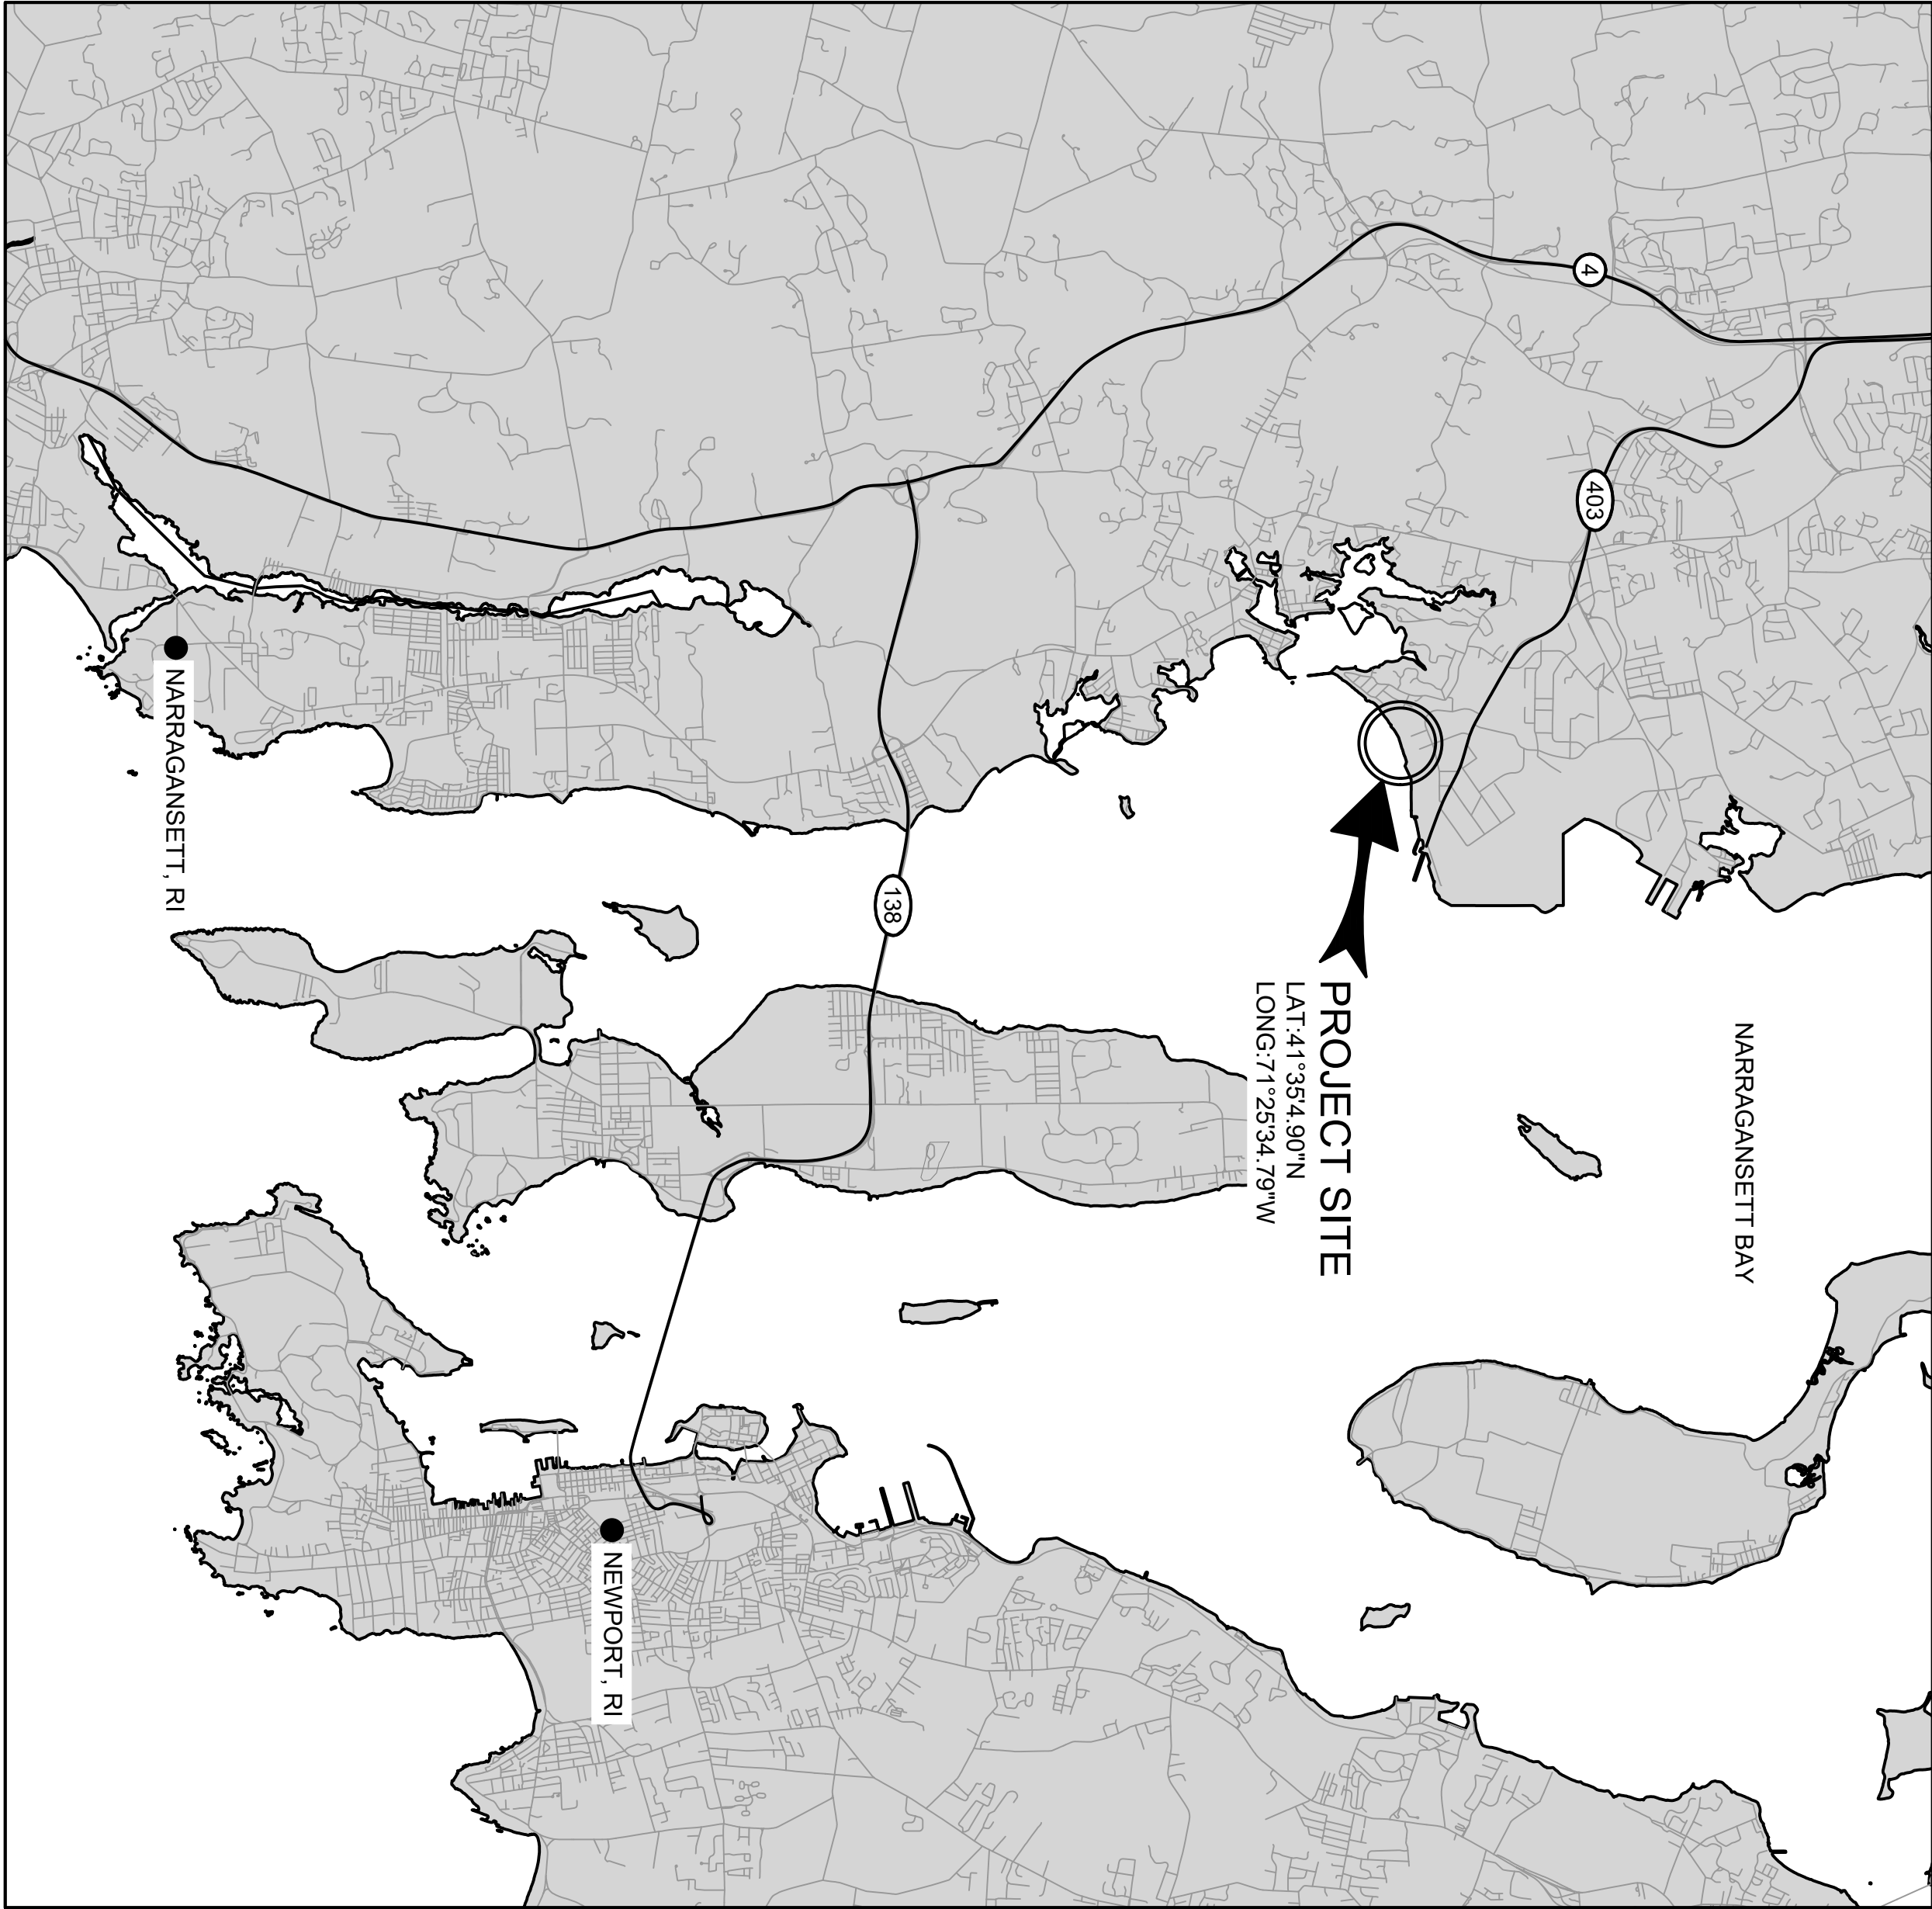 4
403
NARRAGANSETT BAY
PROJECT SITE
LAT:41°35'4.90"N
LONG:71°25'34.79"W
138
NARRAGANSETT, RI
NEWPORT, RI